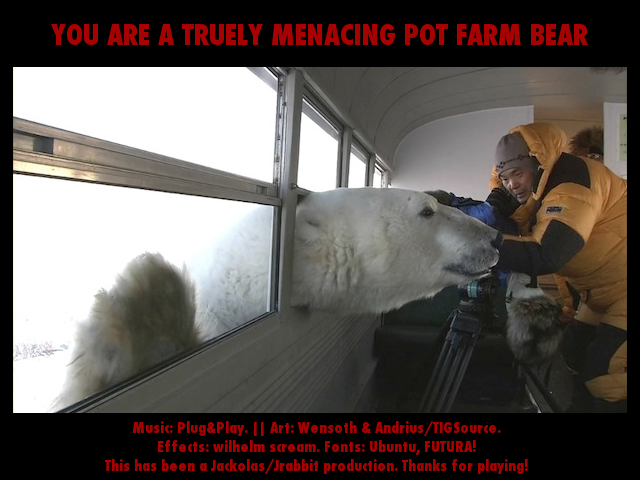 YOU ARE A TRUELY MENACING POT FARM BEAR
Music: Plug&Play. || Art: Wensoth & Andrius/TIGSource.
Effects: wilholm scream. Fonts: Ubuntu, FUTURA!
This has been a Jackolas/Jrabbit production. Thanks for playing!